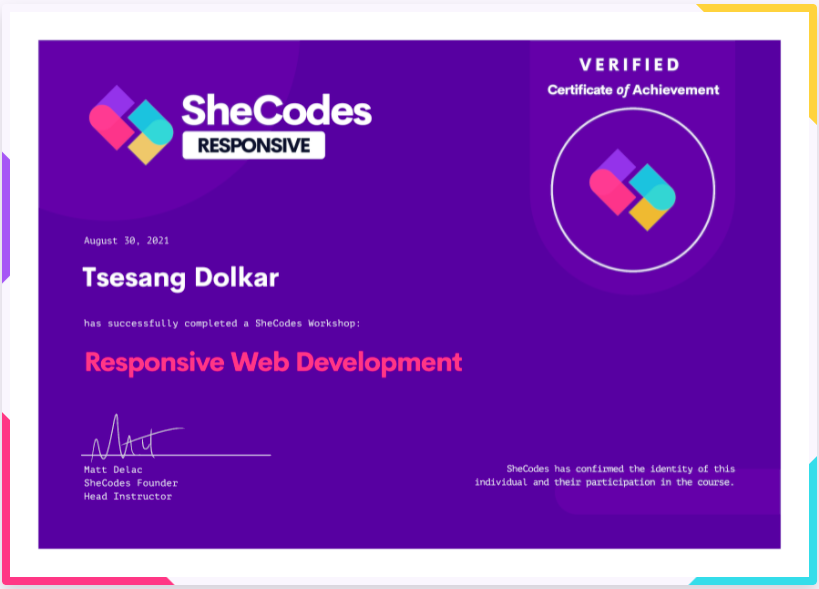 SheCodes
RESPONSIVE
VERIFIED
Certificate of Achievement
August 30, 2021
Tsesang Dolkar
has successfully completed a SheCodes Workshop:
Responsive Web Development
Matt Delac
SheCodes Founder
Head Instructor
SheCodes has confirmed the identity of this
individual and their participation in the course.